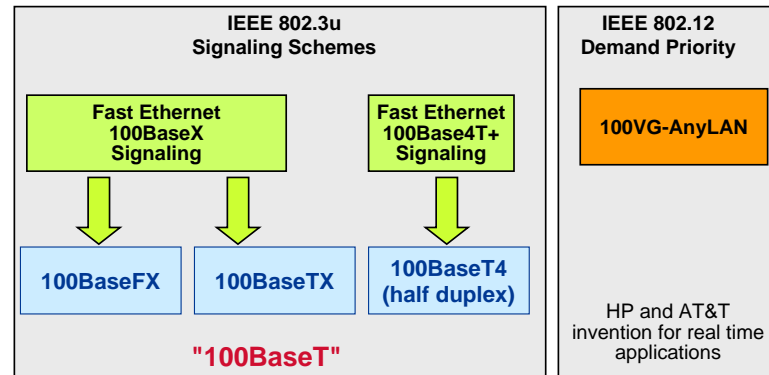 IEEE 802.3u
Signaling Schemes
Fast Ethernet
100BaseX
Signaling
Fast Ethernet
100Base4T+
Signaling
100BaseFX
100BaseTX
100BaseT4
(half duplex)
"100BaseT"
IEEE 802.12
Demand Priority
100VG-AnyLAN
HP and AT&T
invention for real time
applications